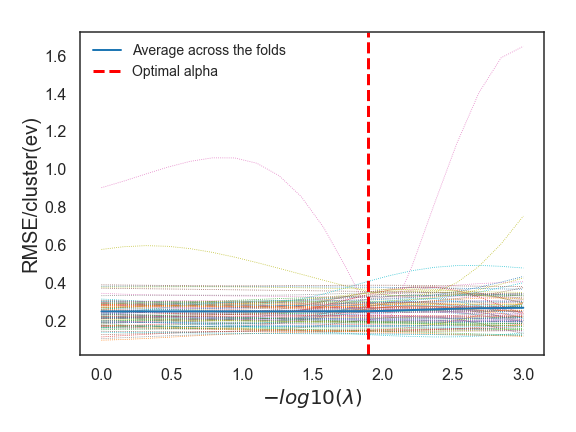 Average across the folds
Optimal alpha
RMSE/cluster(ev)
1.6
1.4
1.2
1.0
0.8
0.6
0.4
0.2
0.0 0.5 1.0 1.5 2.0 2.5 3.0
−log10(λ)